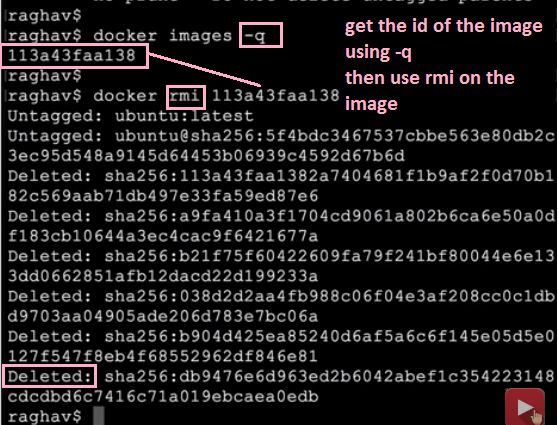 raghav$
raghav$ docker images -q
113a43faa138
raghav$
raghav$ docker rmi 113a43faa138
Untagged: ubuntu:latest
Untagged: ubuntu@sha256:5f4bdc3467537cbbe563e80db2c
3ec95d548a9145d64453b06939c4592d67b6d
Deleted: sha256:113a43faa1382a7404681f1b9af2f0d70b1
82c569aab71db497e33fa59ed87e6
Deleted: sha256:a9fa410a3f1704cd9061a802b6ca6e50a0d
f183cb10644a3ec4cac9f6421677a
Deleted: sha256:b21f75f60422609fa79f241bf80044e6e13
3dd0662851afb12dacd22d199233a
Deleted: sha256:038d2d2aa4fb988c06f04e3af208cc0c1db
d9703aa04905ade206d783e7bc06a
Deleted: sha256:b904d425ea85240d6af5a6c6f145e05d5e0
127f547f8eb4f68552962df846e81
Deleted: sha256:db9476e6d963ed2b6042abef1c354223148
cdcdbd6c7416c71a019ebcaea0edb
raghav$
get the id of the image
using -q
then use rmi on the
image